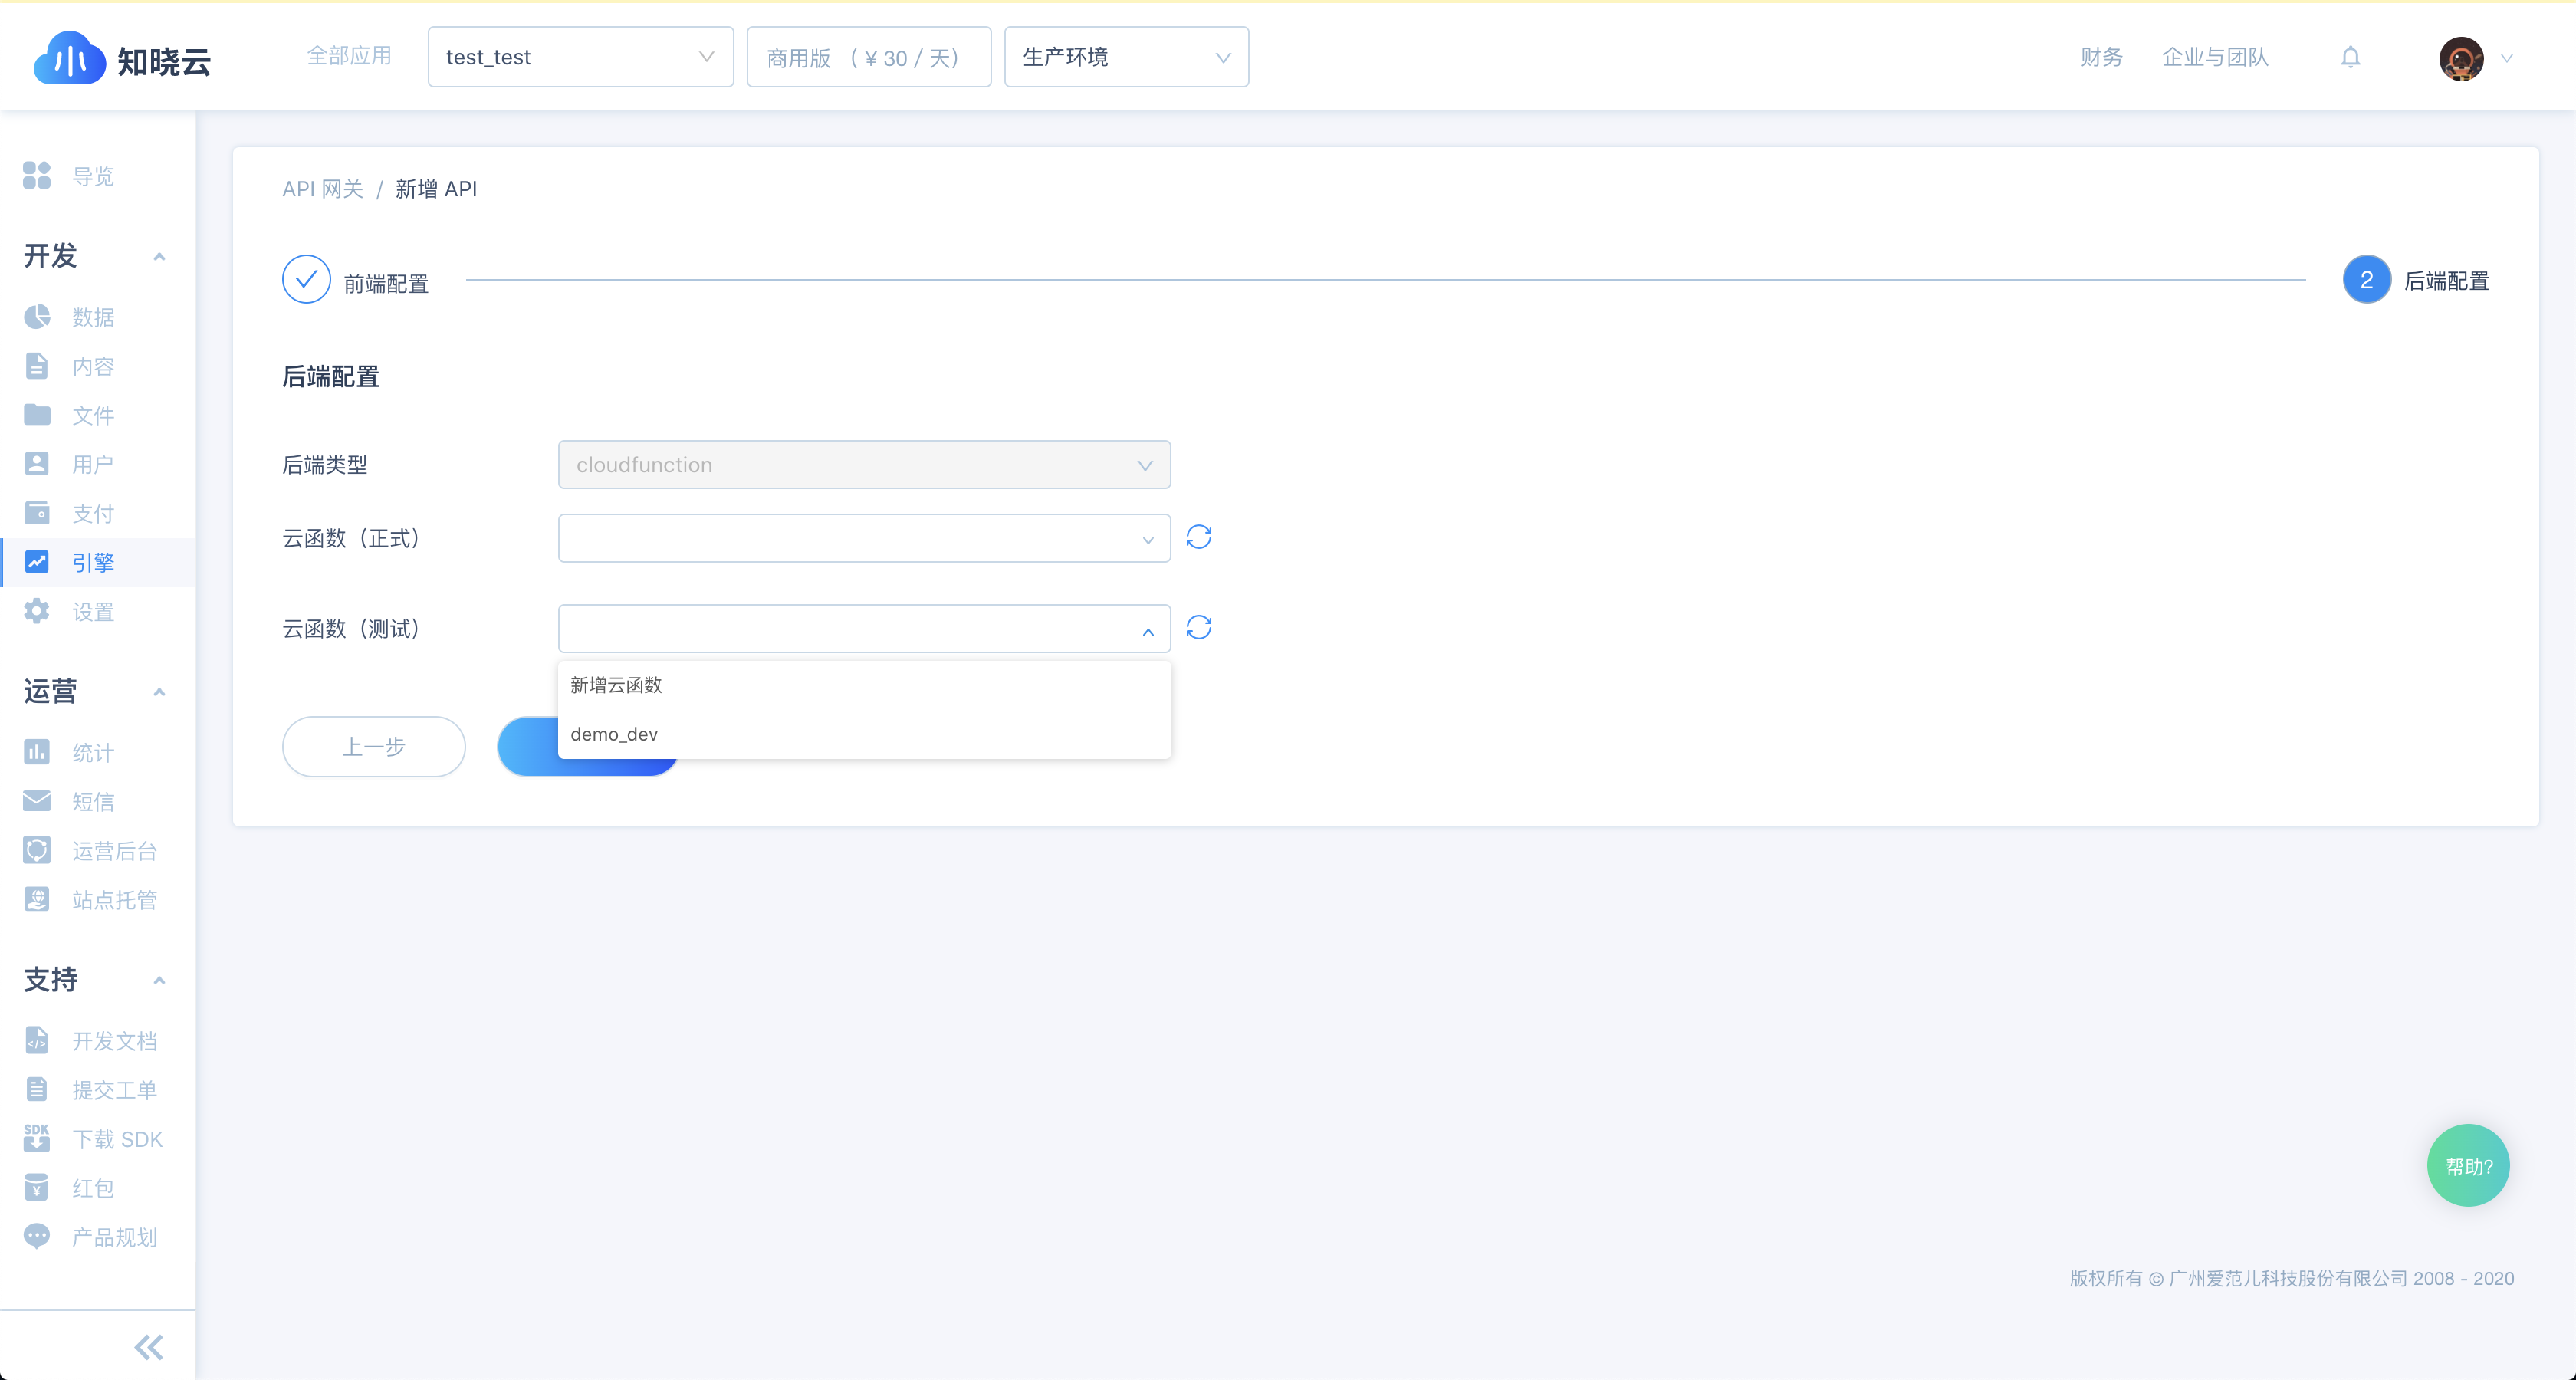 知晓云
全部应用
test_test
商用版 （ ¥ 30 / 天）
生产环境
财务
企业与团队
导览
开发
数据
内容
文件
用户
支付
引擎
设置
运营
统计
短信
运营后台
站点托管
支持
开发文档
提交工单
SDK
下载 SDK
红包
产品规划
API 网关 / 新增 API
前端配置
2 后端配置
后端配置
后端类型
cloudfunction
云函数（正式）
云函数（测试）
新增云函数
demo_dev
上一步
帮助?
版权所有 © 广州爱范儿科技股份有限公司 2008 - 2020